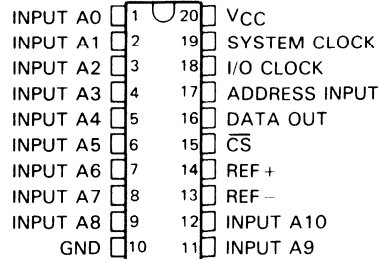 INPUT A0 1 20 VCC
INPUT A1 2 19 SYSTEM CLOCK
INPUT A2 3 18 I/O CLOCK
INPUT A3 4 17 ADDRESS INPUT
INPUT A4 5 16 DATA OUT
INPUT A5 6 15 C̅S̅
INPUT A6 7 14 REF +
INPUT A7 8 13 REF −
INPUT A8 9 12 INPUT A10
GND 10 11 INPUT A9